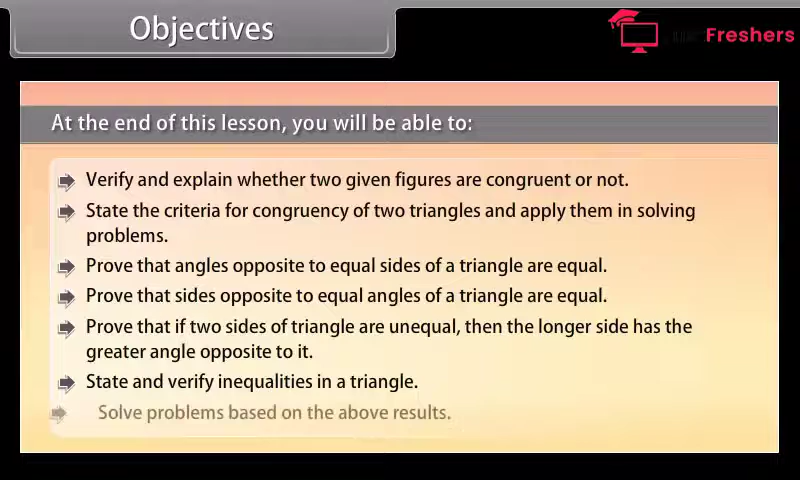 Objectives
Freshers
At the end of this lesson, you will be able to:
Verify and explain whether two given figures are congruent or not.
State the criteria for congruency of two triangles and apply them in solving
problems.
Prove that angles opposite to equal sides of a triangle are equal.
Prove that sides opposite to equal angles of a triangle are equal.
Prove that if two sides of triangle are unequal, then the longer side has the
greater angle opposite to it.
State and verify inequalities in a triangle.
Solve problems based on the above results.